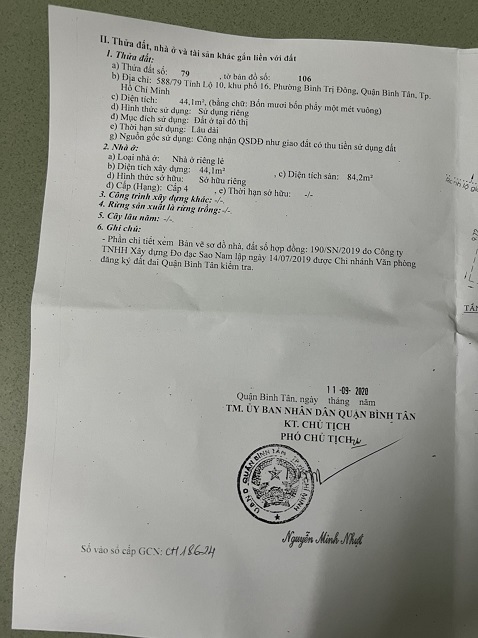 II. Thửa đất, nhà ở và tài sản khác gắn liền với đất
1. Thửa đất:
a) Thửa đất số: 79 , tờ bản đồ số: 106
b) Địa chỉ: 588/79 Tỉnh Lộ 10, khu phố 16, Phường Bình Trị Đông, Quận Bình Tân, Tp.
Hồ Chí Minh
c) Diện tích: 44,1m², (bằng chữ: Bốn mươi bốn phẩy một mét vuông)
d) Hình thức sử dụng: Sử dụng riêng
đ) Mục đích sử dụng: Đất ở tại đô thị
e) Thời hạn sử dụng: Lâu dài
g) Nguồn gốc sử dụng: Công nhận QSDĐ như giao đất có thu tiền sử dụng đất
2. Nhà ở:
a) Loại nhà ở: Nhà ở riêng lẻ
b) Diện tích xây dựng: 44,1m² , c) Diện tích sàn: 84,2m²
d) Hình thức sở hữu: Sở hữu riêng
đ) Cấp (Hạng): Cấp 4 , e) Thời hạn sở hữu: -/-
3. Công trình xây dựng khác: -/-
4. Rừng sản xuất là rừng trồng: -/-
5. Cây lâu năm: -/-
6. Ghi chú:
- Phần chi tiết xem Bản vẽ sơ đồ nhà, đất số hợp đồng: 190/SN/2019 do Công ty
TNHH Xây dựng Đo đạc Sao Nam lập ngày 14/07/2019 được Chi nhánh Văn phòng
đăng ký đất đai Quận Bình Tân kiểm tra.
11-09-2020
Quận Bình Tân, ngày tháng năm
TM. ỦY BAN NHÂN DÂN QUẬN BÌNH TÂN
KT. CHỦ TỊCH
PHÓ CHỦ TỊCH
Nguyễn Minh Nhựt
Số vào sổ cấp GCN: CH18624